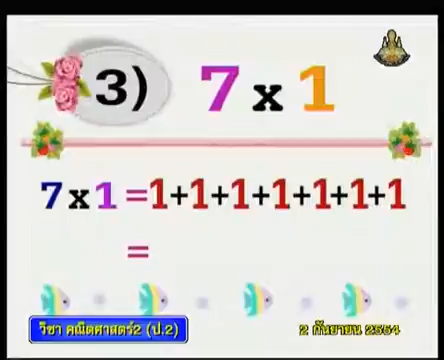 3) 7 x 1
7 x 1 = 1+1+1+1+1+1+1
=
วิชา คณิตศาสตร์2 (ป.2)
2 กันยายน 2554